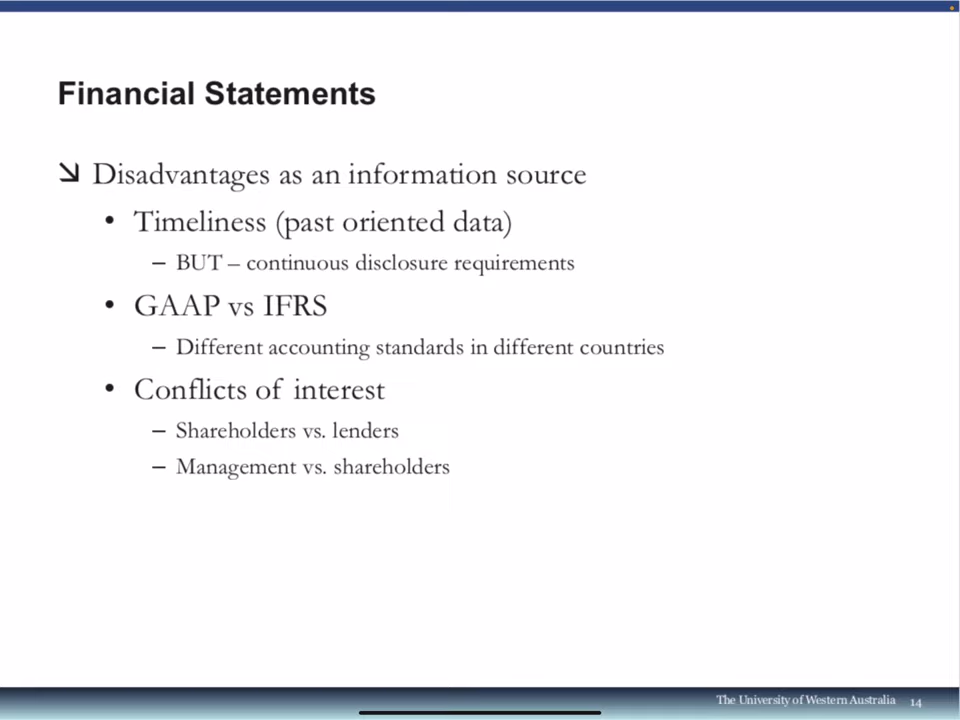 Financial Statements
Disadvantages as an information source
• Timeliness (past oriented data)
– BUT – continuous disclosure requirements
• GAAP vs IFRS
– Different accounting standards in different countries
• Conflicts of interest
– Shareholders vs. lenders
– Management vs. shareholders
The University of Western Australia 14